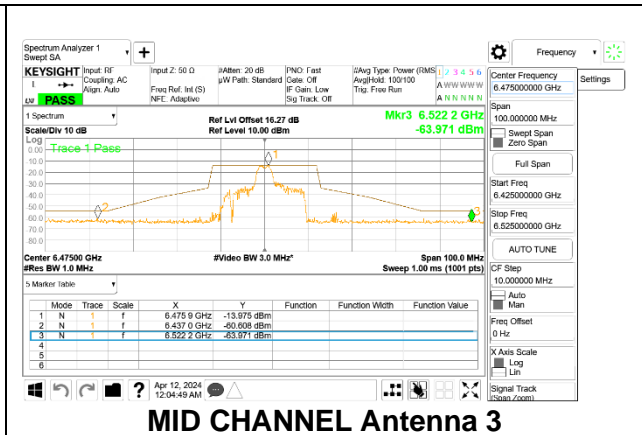 Spectrum Analyzer 1
Swept SA
Frequency
KEYSIGHT
Input: RF
Coupling: AC
Align: Auto
Input Z: 50 Ω
Freq Ref: Int (S)
NFE: Adaptive
#Atten: 20 dB
µW Path: Standard
PNO: Fast
Gate: Off
IF Gain: Low
Sig Track: Off
#Avg Type: Power (RMS
Avg|Hold: 100/100
Trig: Free Run
1 2 3 4 5 6
A W W W W W
A N N N N N
PASS
1 Spectrum
Scale/Div 10 dB
Ref Lvl Offset 16.27 dB
Ref Level 10.00 dBm
Mkr3 6.522 2 GHz
-63.971 dBm
Log
Trace 1 Pass
0.00
-10.0
-20.0
-30.0
-40.0
-50.0
-60.0
-70.0
-80.0
1
2
3
Center 6.47500 GHz
#Res BW 1.0 MHz
#Video BW 3.0 MHz*
Span 100.0 MHz
Sweep 1.00 ms (1001 pts)
5 Marker Table
Mode Trace Scale X Y Function Function Width Function Value
1 N 1 f 6.475 9 GHz -13.975 dBm
2 N 1 f 6.437 0 GHz -60.608 dBm
3 N 1 f 6.522 2 GHz -63.971 dBm
4
5
6
Apr 12, 2024
12:04:49 AM
Center Frequency
6.475000000 GHz
Settings
Span
100.000000 MHz
Swept Span
Zero Span
Full Span
Start Freq
6.425000000 GHz
Stop Freq
6.525000000 GHz
AUTO TUNE
CF Step
10.000000 MHz
Auto
Man
Freq Offset
0 Hz
X Axis Scale
Log
Lin
Signal Track
(Span Zoom)
MID CHANNEL Antenna 3